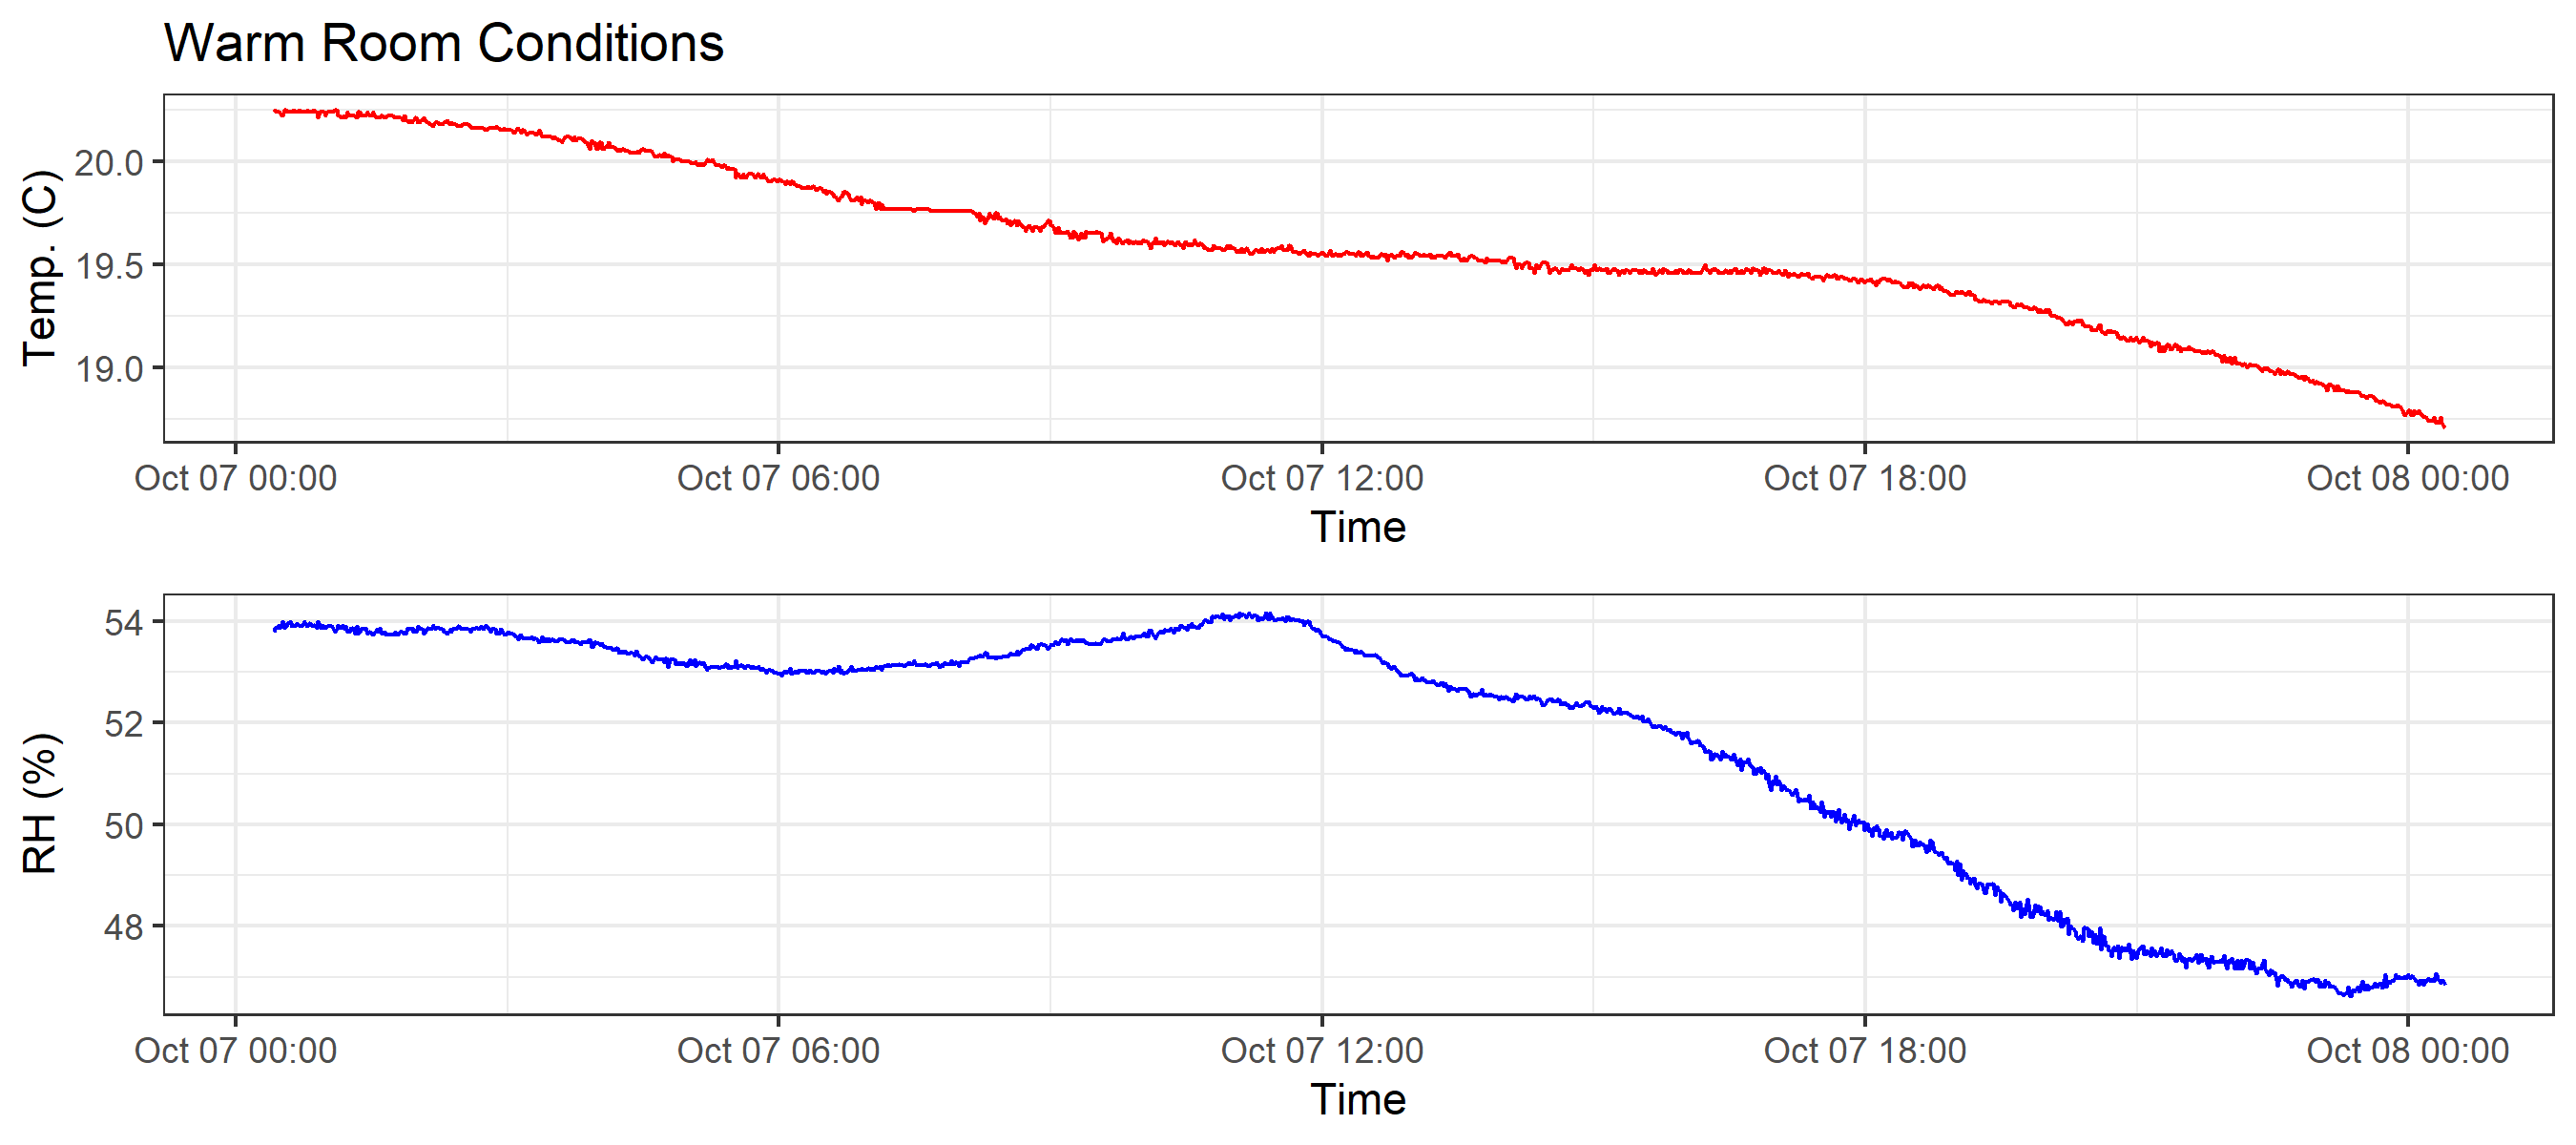 Warm Room Conditions
Temp. (C)
20.0
19.5
19.0
Oct 07 00:00 Oct 07 06:00 Oct 07 12:00 Oct 07 18:00 Oct 08 00:00
Time
RH (%)
54
52
50
48
Oct 07 00:00 Oct 07 06:00 Oct 07 12:00 Oct 07 18:00 Oct 08 00:00
Time